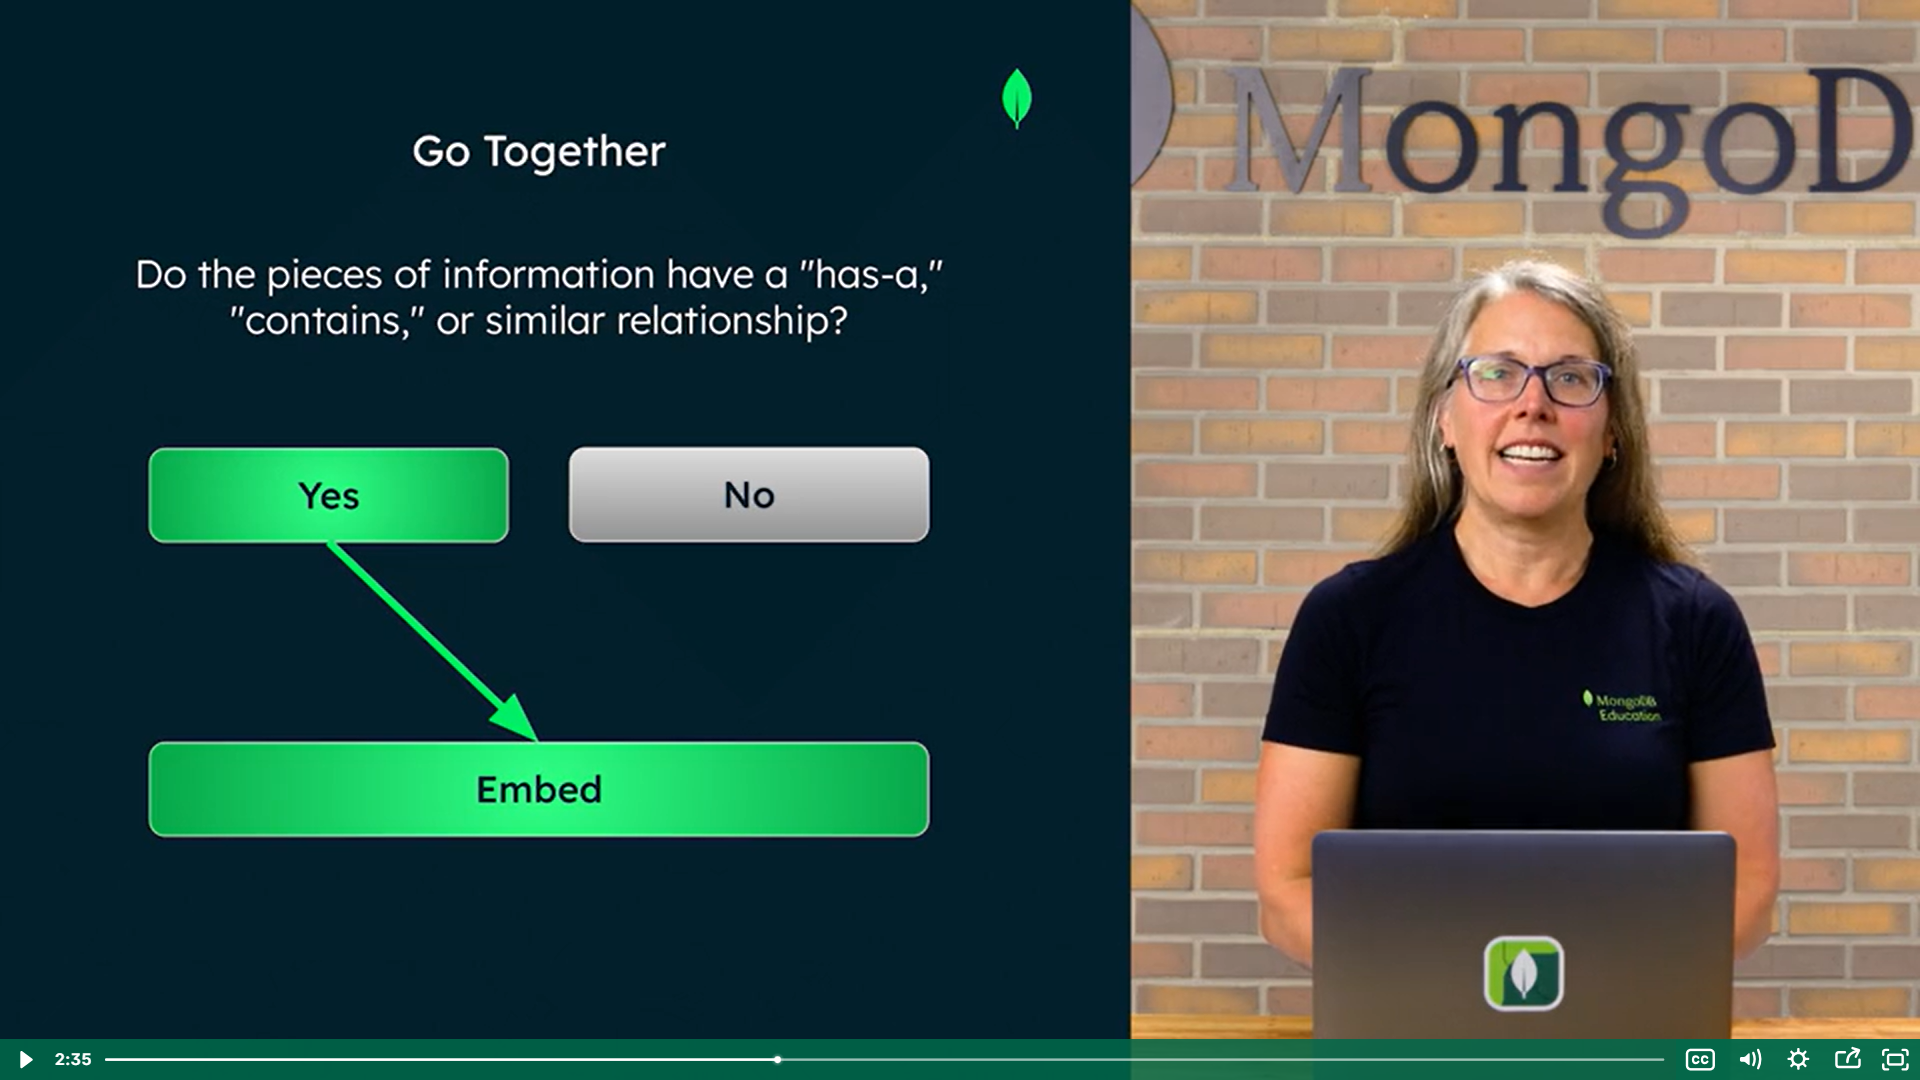 Go Together
Do the pieces of information have a "has-a,"
"contains," or similar relationship?
Yes
No
Embed
MongoD
MongoDB
Education
2:35
CC